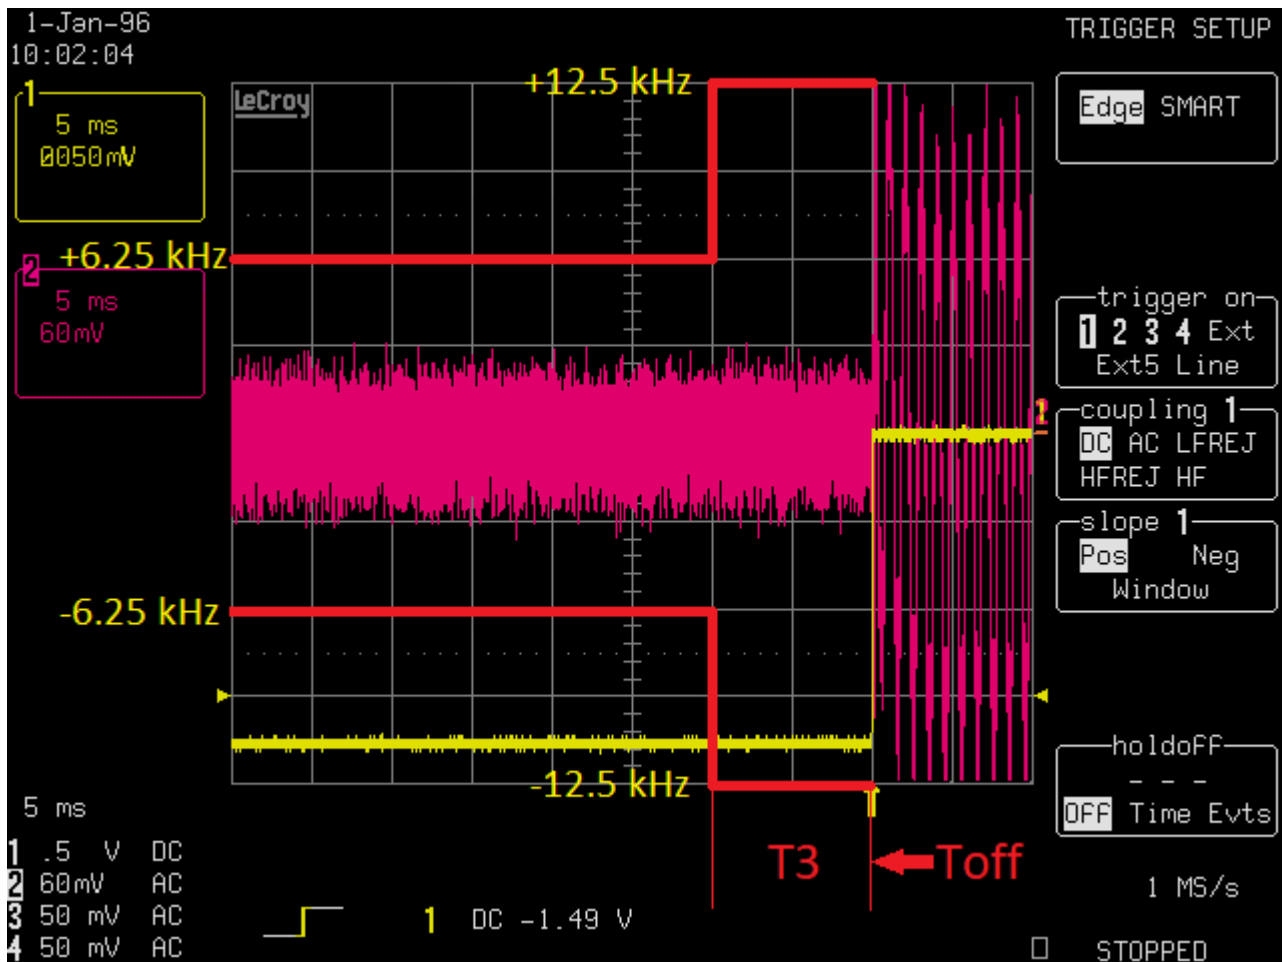 1-Jan-96
10:02:04
TRIGGER SETUP
1
5 ms
0050mV
LeCroy
+12.5 kHz
Edge SMART
+6.25 kHz
2
5 ms
60mV
trigger on
1 2 3 4 Ext
Ext5 Line
coupling 1
DC AC LFREJ
HFREJ HF
slope 1
Pos Neg
Window
-6.25 kHz
-12.5 kHz
holdoff
- - -
OFF Time Evts
5 ms
1 .5 V DC
2 60mV AC
3 50 mV AC
4 50 mV AC
T3
Toff
1 DC -1.49 V
1 MS/s
STOPPED